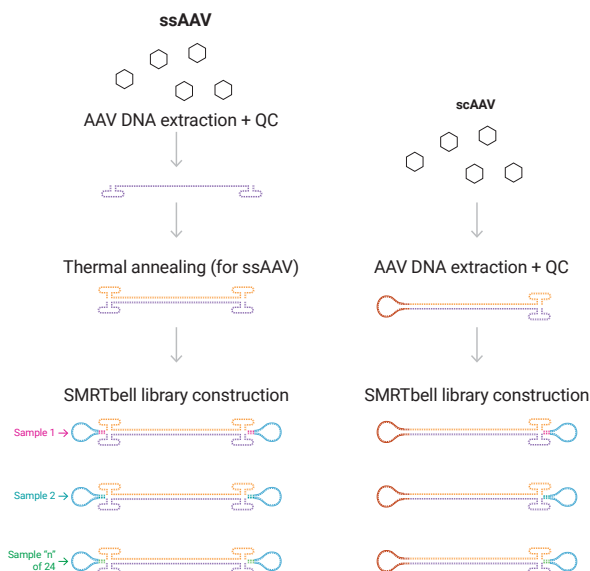 ssAAV
AAV DNA extraction + QC
Thermal annealing (for ssAAV)
SMRTbell library construction
Sample 1
Sample 2
Sample "n"
of 24
scAAV
AAV DNA extraction + QC
SMRTbell library construction